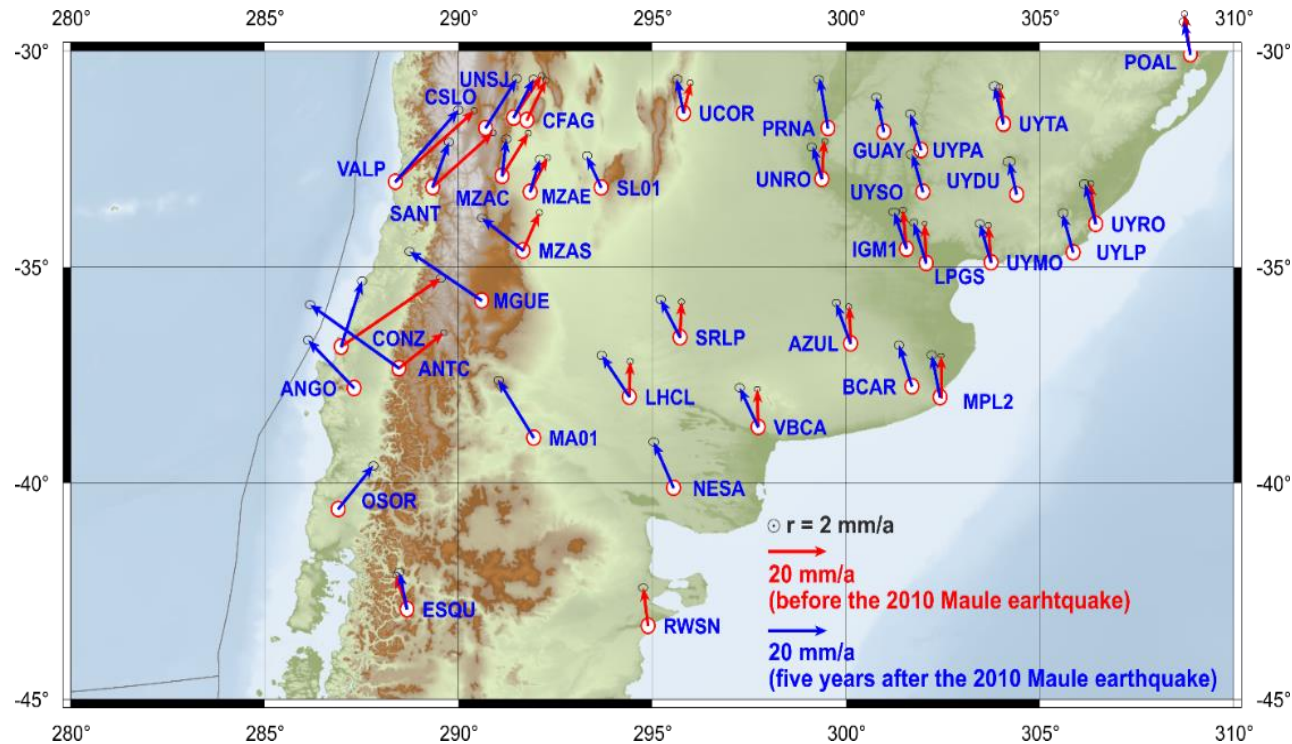 280° 285° 290° 295° 300° 305° 310°
-30° -30°
POAL
UNSJ
CSLO
CFAG
UCOR
PRNA
UYTA
GUAY
UYPA
VALP
UNRO
UYSO
UYDU
SANT
MZAC
MZAE
SL01
UYRO
MZAS
IGM1
LPGS
UYMO
UYLP
-35° -35°
MGUE
CONZ
SRLP
AZUL
ANTC
ANGO
LHCL
BCAR
MPL2
VBCA
MA01
-40° -40°
NESA
OSOR
r = 2 mm/a
20 mm/a
(before the 2010 Maule earhtquake)
ESQU
RWSN
20 mm/a
(five years after the 2010 Maule earthquake)
-45° -45°
280° 285° 290° 295° 300° 305° 310°